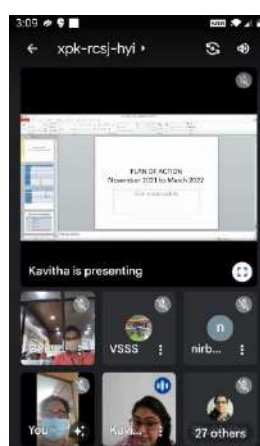 3:09
xpk-rcsj-hyi
PLAN OF ACTION
November 2021 to March 2022
Kavitha is presenting
VSSS
n
nirb...
You
Kavi...
27 others